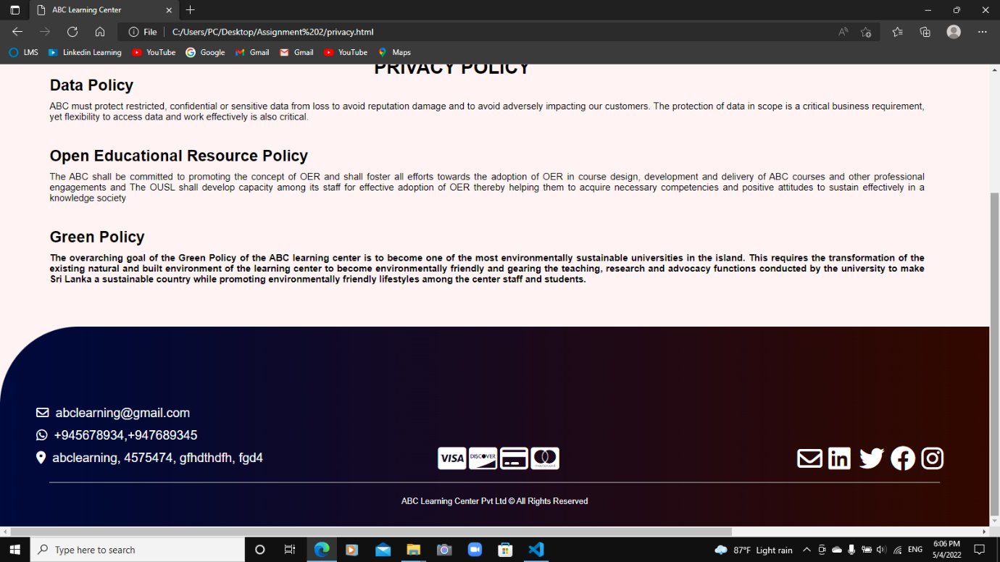 ABC Learning Center
File
C:/Users/PC/Desktop/Assignment%202/privacy.html
LMS Linkedin Learning YouTube Google Gmail Gmail YouTube Maps
PRIVACY POLICY
Data Policy
ABC must protect restricted, confidential or sensitive data from loss to avoid reputation damage and to avoid adversely impacting our customers. The protection of data in scope is a critical business requirement,
yet flexibility to access data and work effectively is also critical.
Open Educational Resource Policy
The ABC shall be committed to promoting the concept of OER and shall foster all efforts towards the adoption of OER in course design, development and delivery of ABC courses and other professional
engagements and The OUSL shall develop capacity among its staff for effective adoption of OER thereby helping them to acquire necessary competencies and positive attitudes to sustain effectively in a
knowledge society
Green Policy
The overarching goal of the Green Policy of the ABC learning center is to become one of the most environmentally sustainable universities in the island. This requires the transformation of the
existing natural and built environment of the learning center to become environmentally friendly and gearing the teaching, research and advocacy functions conducted by the university to make
Sri Lanka a sustainable country while promoting environmentally friendly lifestyles among the center staff and students.
abclearning@gmail.com
+945678934,+947689345
abclearning, 4575474, gfhdthdfh, fgd4
VISA DISCOVER mastercard
ABC Learning Center Pvt Ltd © All Rights Reserved
Type here to search
87°F Light rain
ENG
6:06 PM
5/4/2022